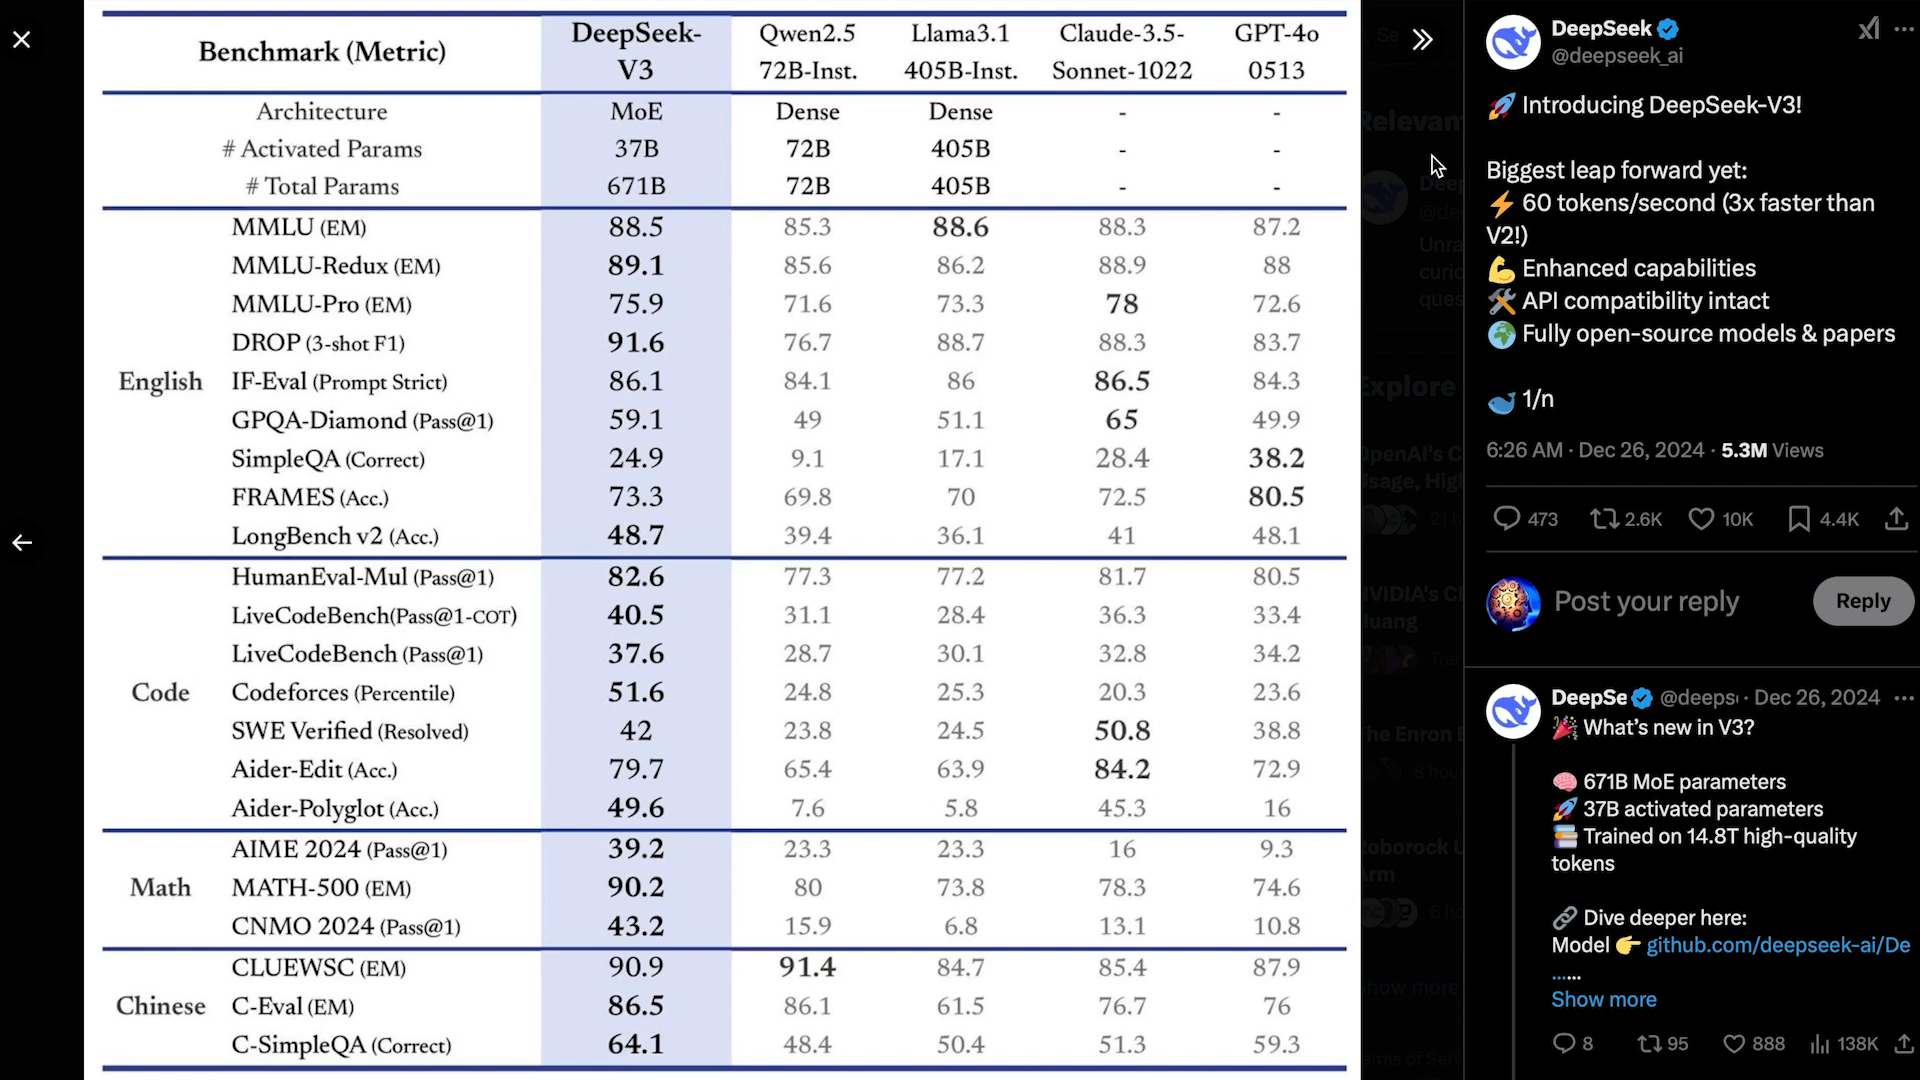 Benchmark (Metric) DeepSeek-V3 Qwen2.5 72B-Inst. Llama3.1 405B-Inst. Claude-3.5-Sonnet-1022 GPT-4o 0513
Architecture MoE Dense Dense - -
# Activated Params 37B 72B 405B - -
# Total Params 671B 72B 405B - -
English
MMLU (EM) 88.5 85.3 88.6 88.3 87.2
MMLU-Redux (EM) 89.1 85.6 86.2 88.9 88
MMLU-Pro (EM) 75.9 71.6 73.3 78 72.6
DROP (3-shot F1) 91.6 76.7 88.7 88.3 83.7
IF-Eval (Prompt Strict) 86.1 84.1 86 86.5 84.3
GPQA-Diamond (Pass@1) 59.1 49 51.1 65 49.9
SimpleQA (Correct) 24.9 9.1 17.1 28.4 38.2
FRAMES (Acc.) 73.3 69.8 70 72.5 80.5
LongBench v2 (Acc.) 48.7 39.4 36.1 41 48.1
Code
HumanEval-Mul (Pass@1) 82.6 77.3 77.2 81.7 80.5
LiveCodeBench(Pass@1-COT) 40.5 31.1 28.4 36.3 33.4
LiveCodeBench (Pass@1) 37.6 28.7 30.1 32.8 34.2
Codeforces (Percentile) 51.6 24.8 25.3 20.3 23.6
SWE Verified (Resolved) 42 23.8 24.5 50.8 38.8
Aider-Edit (Acc.) 79.7 65.4 63.9 84.2 72.9
Aider-Polyglot (Acc.) 49.6 7.6 5.8 45.3 16
Math
AIME 2024 (Pass@1) 39.2 23.3 23.3 16 9.3
MATH-500 (EM) 90.2 80 73.8 78.3 74.6
CNMO 2024 (Pass@1) 43.2 15.9 6.8 13.1 10.8
Chinese
CLUEWSC (EM) 90.9 91.4 84.7 85.4 87.9
C-Eval (EM) 86.5 86.1 61.5 76.7 76
C-SimpleQA (Correct) 64.1 48.4 50.4 51.3 59.3
Explore
DeepSeek
@deepseek_ai
🚀 Introducing DeepSeek-V3!
Biggest leap forward yet:
⚡ 60 tokens/second (3x faster than
V2!)
💪 Enhanced capabilities
🛠 API compatibility intact
🌍 Fully open-source models & papers
🐋 1/n
6:26 AM · Dec 26, 2024 · 5.3M Views
473 2.6K 10K 4.4K
Post your reply
Reply
DeepSe @deeps · Dec 26, 2024
🎉 What’s new in V3?
🧠 671B MoE parameters
🚀 37B activated parameters
📚 Trained on 14.8T high-quality
tokens
🔗 Dive deeper here:
Model 👉 github.com/deepseek-ai/De
......
Show more
8 95 888 138K